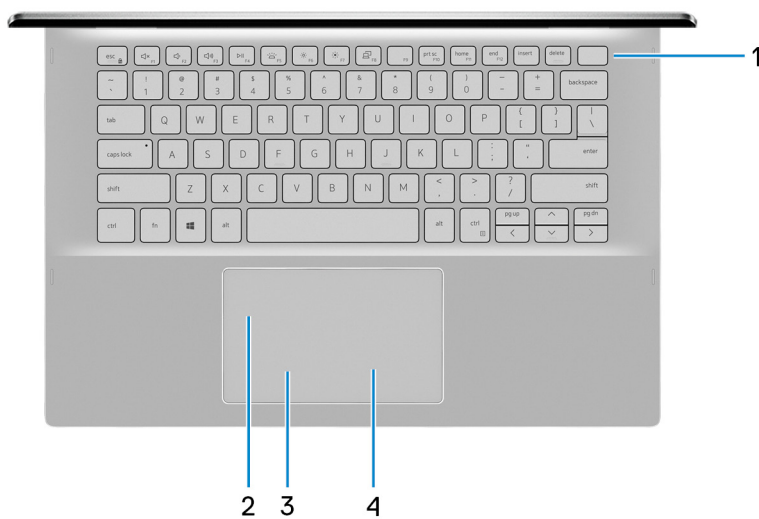 esc F1 F2 F3 F4 F5 F6 F7 F8 F9 prt sc F10 home F11 end F12 insert delete
1
~ ` ! 1 @ 2 # 3 $ 4 % 5 ^ 6 & 7 * 8 ( 9 ) 0 _ - + = backspace
tab Q W E R T Y U I O P { [ } ] | \
caps lock A S D F G H J K L : ; " ' enter
shift Z X C V B N M < , > . ? / shift
ctrl fn alt alt ctrl pg up < ^ v pg dn >
2 3 4